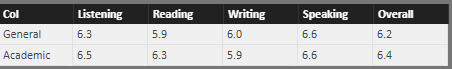 CoI Listening Reading Writing Speaking Overall
General 6.3 5.9 6.0 6.6 6.2
Academic 6.5 6.3 5.9 6.6 6.4